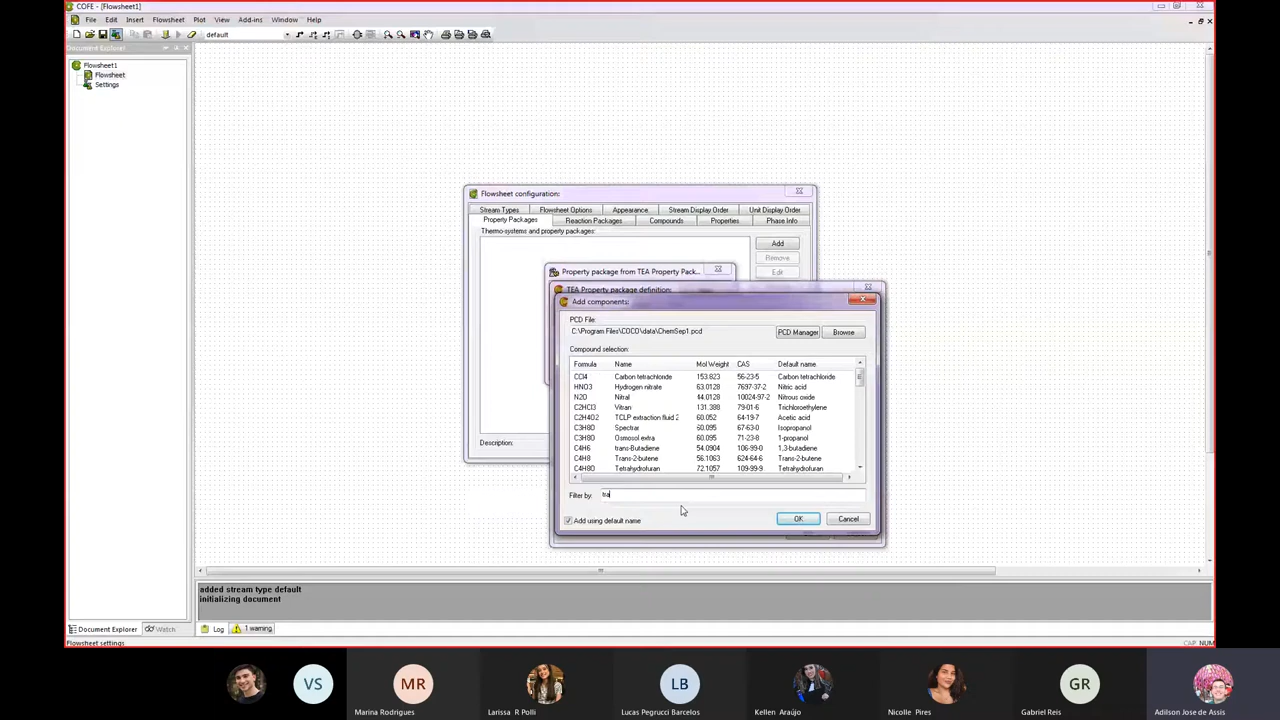 COFE - [Flowsheet1]
File Edit Insert Flowsheet Plot View Add-ins Window Help
default
Document Explorer
Flowsheet1
Flowsheet
Settings
Flowsheet configuration:
Stream Types Flowsheet Options Appearance Stream Display Order Unit Display Order
Property Packages Reaction Packages Compounds Properties Phase Info
Thermo-systems and property packages:
Add
Remove
Edit
Description:
Property package from TEA Property Pack...
TEA Property package definition:
Add components:
PCD File:
C:\Program Files\COCO\data\ChemSep1.pcd
PCD Manager Browse
Compound selection:
Formula Name Mol Weight CAS Default name
CCl4 Carbon tetrachloride 153.823 56-23-5 Carbon tetrachloride
HNO3 Hydrogen nitrate 63.0128 7697-37-2 Nitric acid
N2O Nitral 44.0128 10024-97-2 Nitrous oxide
C2HCl3 Vitran 131.388 79-01-6 Trichloroethylene
C2H4O2 TCLP extraction fluid 2 60.052 64-19-7 Acetic acid
C3H8O Spectrar 60.095 67-63-0 Isopropanol
C3H8O Osmosol extra 60.095 71-23-8 1-propanol
C4H6 trans-Butadiene 54.0904 106-99-0 1,3-butadiene
C4H8 Trans-2-butene 56.1063 624-64-6 Trans-2-butene
C4H8O Tetrahydrofuran 72.1057 109-99-9 Tetrahydrofuran
Filter by: tra
Add using default name
OK Cancel
added stream type default
initializing document
Document Explorer Watch
Log 1 warning
Flowsheet settings
CAP NUM
VS MR LB GR
Marina Rodrigues Larissa R Polli Lucas Pegrucci Barcelos Kellen Araújo Nicolle Pires Gabriel Reis Adilson Jose de Assis